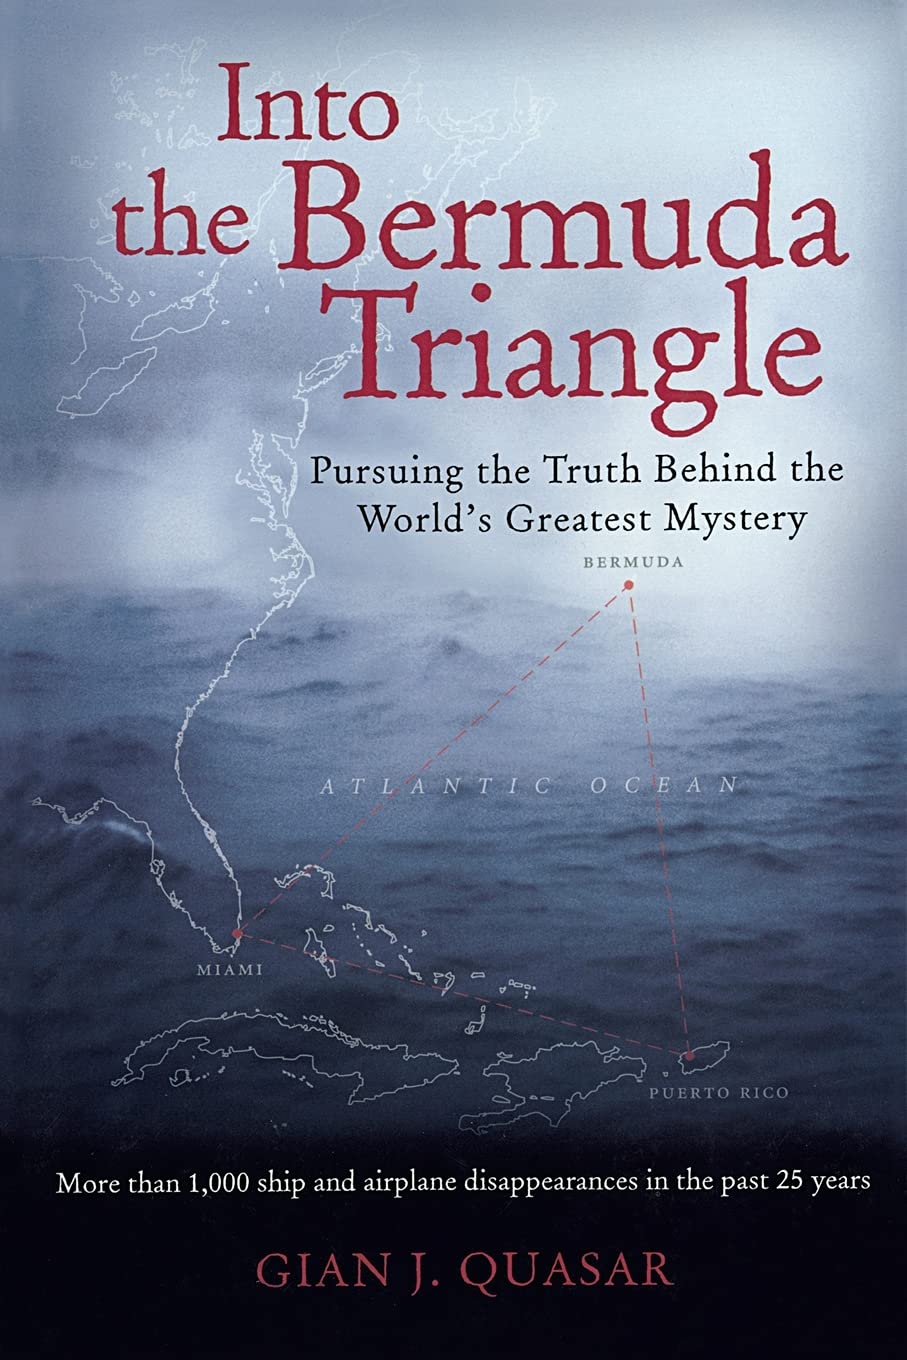 Into
the Bermuda
Triangle
Pursuing the Truth Behind the
World's Greatest Mystery
BERMUDA
ATLANTIC OCEAN
MIAMI
PUERTO RICO
More than 1,000 ship and airplane disappearances in the past 25 years
GIAN J. QUASAR